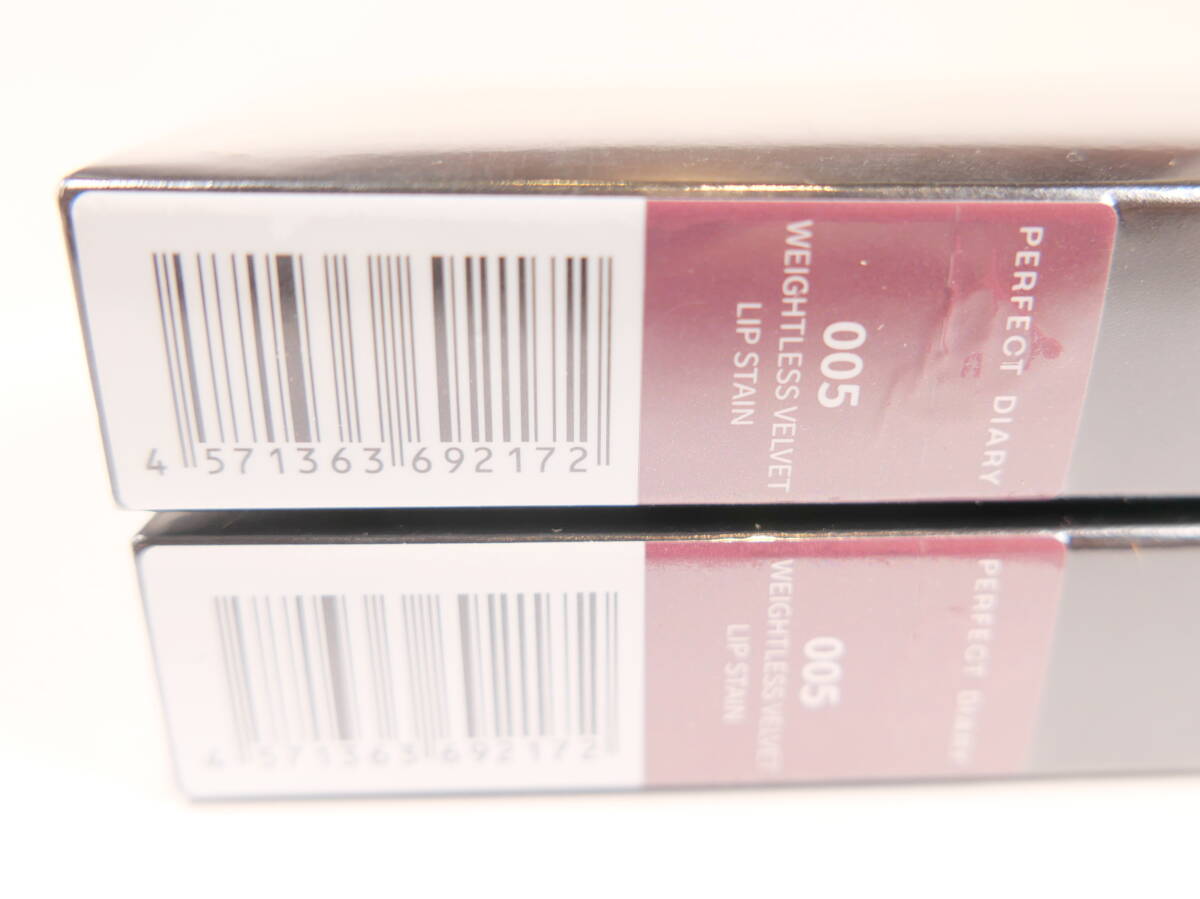 PERFECT DIARY
005
WEIGHTLESS VELVET
LIP STAIN
4 571363 692172
PERFECT DIARY
005
WEIGHTLESS VELVET
LIP STAIN
4 571363 692172